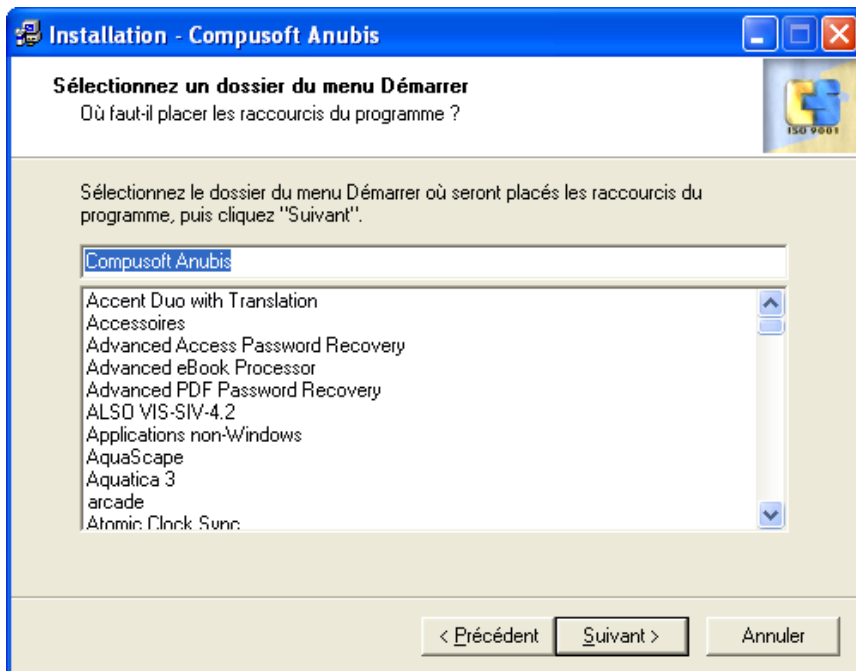 Installation - Compusoft Anubis
Sélectionnez un dossier du menu Démarrer
Où faut-il placer les raccourcis du programme ?
ISO 9001
Sélectionnez le dossier du menu Démarrer où seront placés les raccourcis du
programme, puis cliquez "Suivant".
Compusoft Anubis
Accent Duo with Translation
Accessoires
Advanced Access Password Recovery
Advanced eBook Processor
Advanced PDF Password Recovery
ALSO VIS-SIV-4.2
Applications non-Windows
AquaScape
Aquatica 3
arcade
Atomic Clock Sync
< Précédent Suivant > Annuler